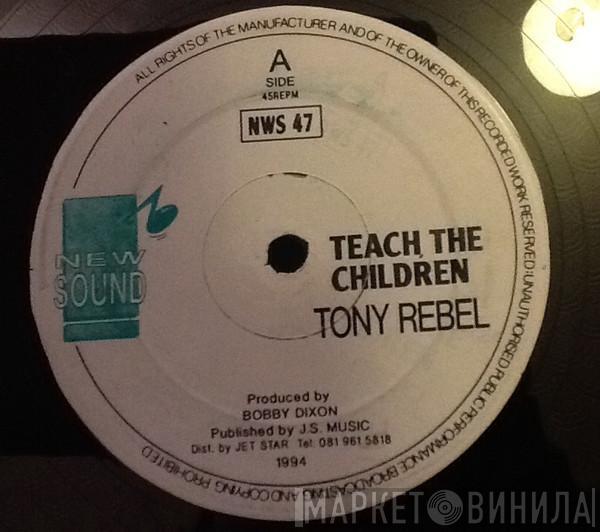 ALL RIGHTS OF THE MANUFACTURER AND OF THE OWNER OF THIS RECORDED WORK RESERVED : UNAUTHORISED PUBLIC PERFORMANCE BROADCASTING AND COPYING PROHIBITED
A
SIDE
45REPM
NWS 47
NEW
SOUND
TEACH THE
CHILDREN
TONY REBEL
Produced by
BOBBY DIXON
Published by J.S. MUSIC
Dist. by JET STAR Tel: 081 961 5818
1994
МАРКЕТ ВИНИЛА